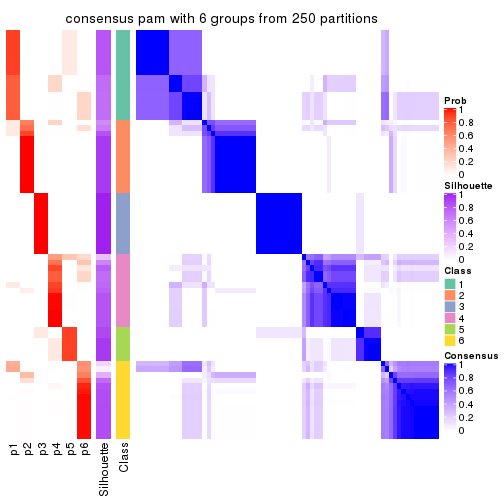 consensus pam with 6 groups from 250 partitions
Prob
1
0.8
0.6
0.4
0.2
0
Silhouette
1
0.8
0.6
0.4
0.2
0
Class
1
2
3
4
5
6
Consensus
1
0.8
0.6
0.4
0.2
0
p1
p2
p3
p4
p5
p6
Silhouette
Class